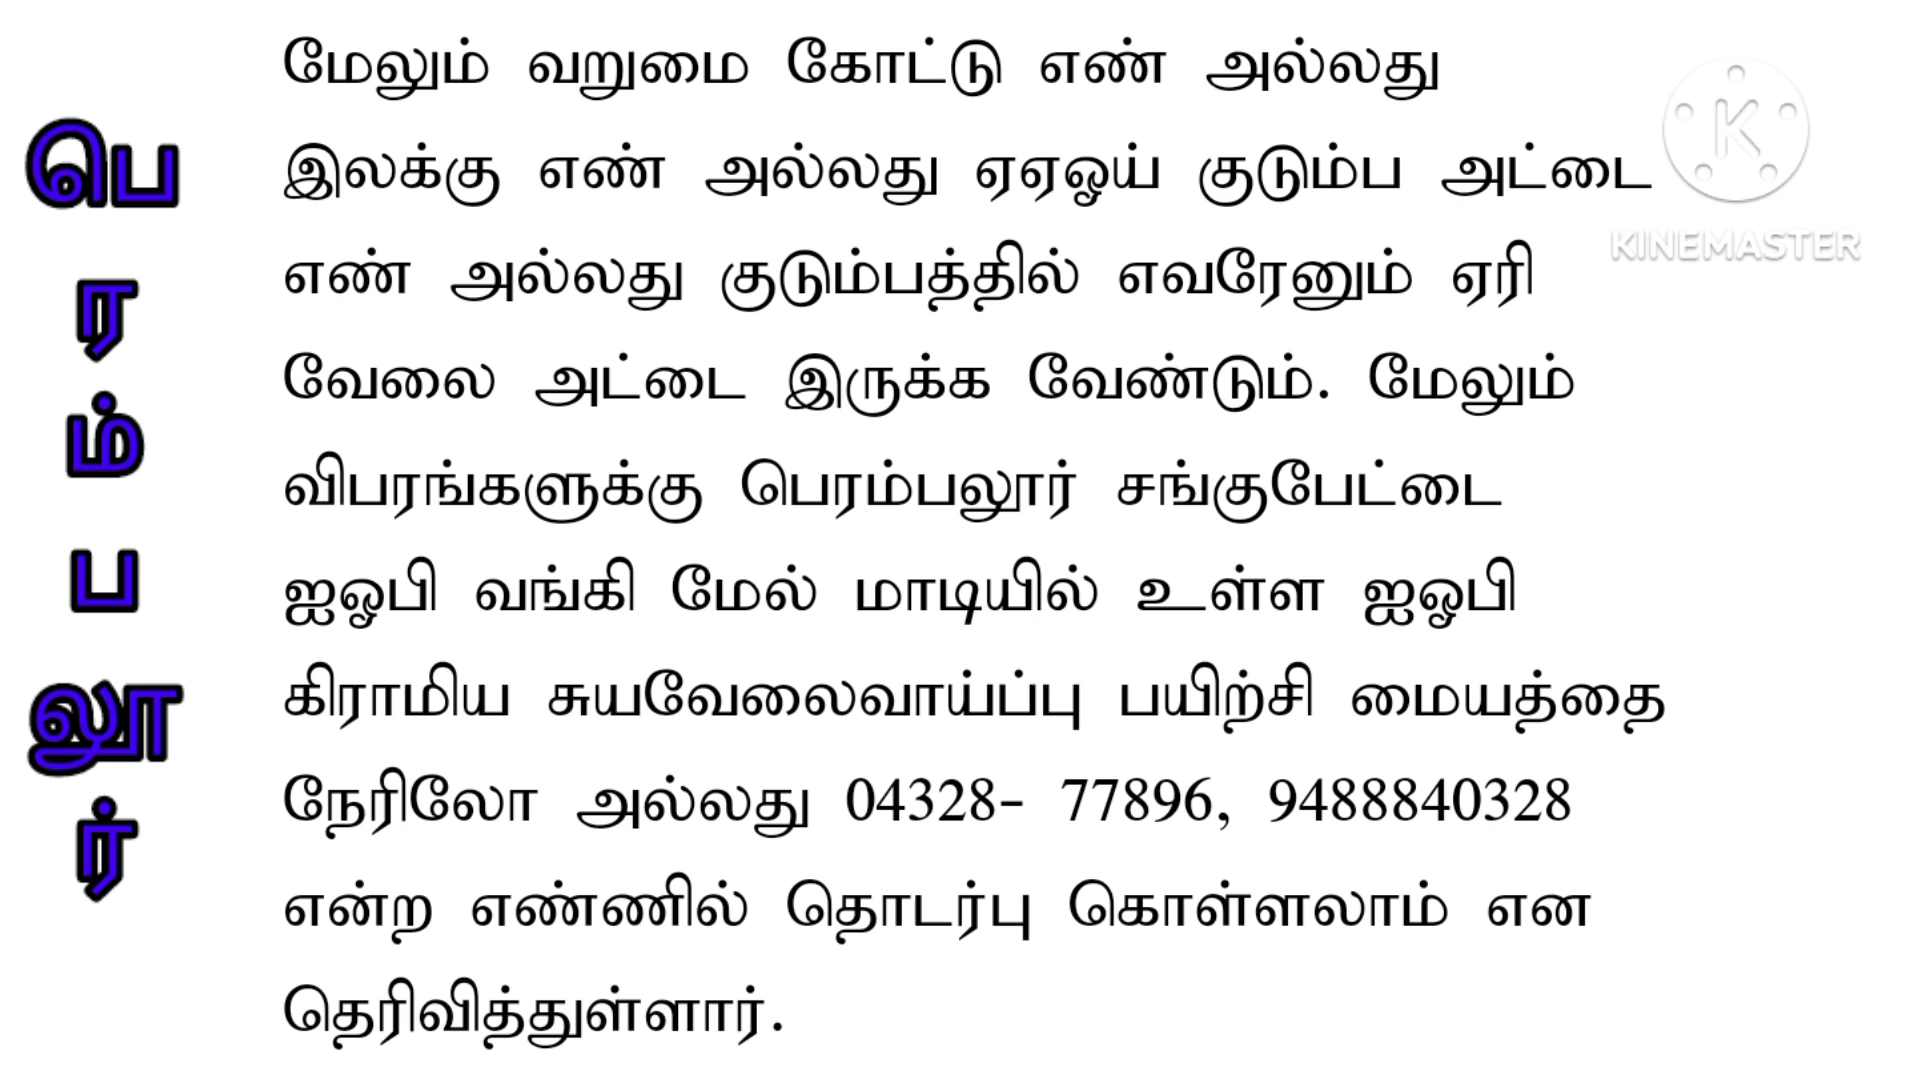 பெரம்பலூர்
மேலும் வறுமை கோட்டு எண் அல்லது
இலக்கு எண் அல்லது ஏஏஓய் குடும்ப அட்டை
எண் அல்லது குடும்பத்தில் எவரேனும் ஏரி
வேலை அட்டை இருக்க வேண்டும். மேலும்
விபரங்களுக்கு பெரம்பலூர் சங்குபேட்டை
ஐஓபி வங்கி மேல் மாடியில் உள்ள ஐஓபி
கிராமிய சுயவேலைவாய்ப்பு பயிற்சி மையத்தை
நேரிலோ அல்லது 04328- 77896, 9488840328
என்ற எண்ணில் தொடர்பு கொள்ளலாம் என
தெரிவித்துள்ளார்.
K
KINEMASTER